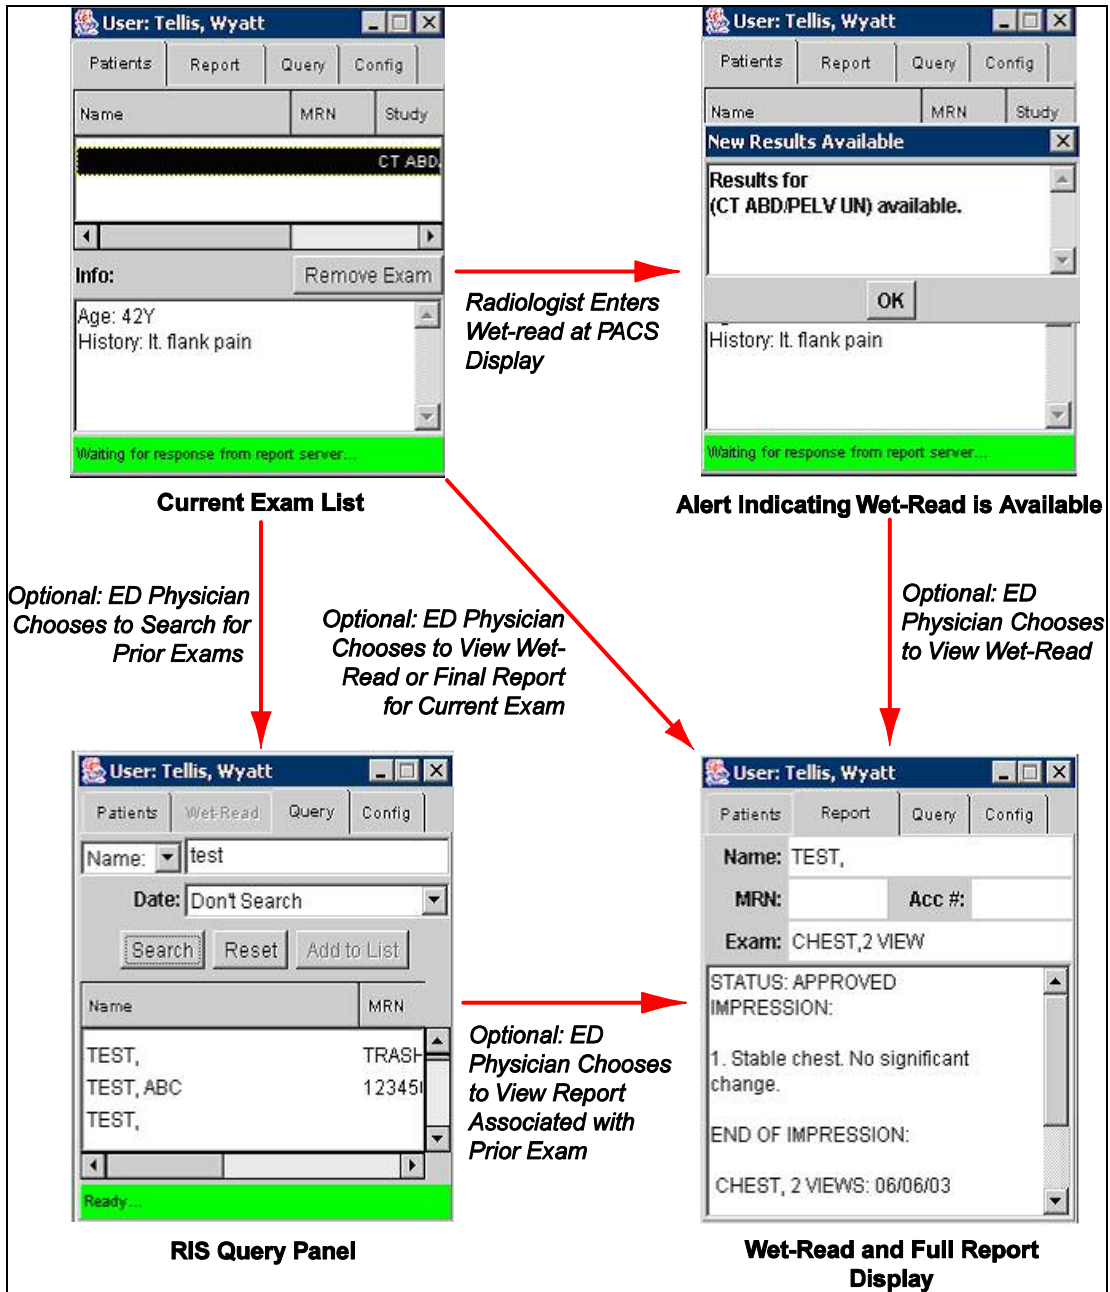 User: Tellis, Wyatt
Patients Report Query Config
Name MRN Study
CT ABD
Info: Remove Exam
Age: 42Y
History: lt. flank pain
Waiting for response from report server...
Current Exam List
Radiologist Enters
Wet-read at PACS
Display
User: Tellis, Wyatt
Patients Report Query Config
Name MRN Study
New Results Available
Results for
(CT ABD/PELV UN) available.
OK
History: lt. flank pain
Waiting for response from report server...
Alert Indicating Wet-Read is Available
Optional: ED Physician
Chooses to Search for
Prior Exams
Optional: ED Physician
Chooses to View Wet-
Read or Final Report
for Current Exam
Optional: ED
Physician Chooses
to View Wet-Read
User: Tellis, Wyatt
Patients Wet-Read Query Config
Name: test
Date: Don't Search
Search Reset Add to List
Name MRN
TEST, TRASH
TEST, ABC 12345
TEST,
Ready...
RIS Query Panel
Optional: ED
Physician Chooses
to View Report
Associated with
Prior Exam
User: Tellis, Wyatt
Patients Report Query Config
Name: TEST,
MRN: Acc #:
Exam: CHEST,2 VIEW
STATUS: APPROVED
IMPRESSION:
1. Stable chest. No significant
change.
END OF IMPRESSION:
CHEST, 2 VIEWS: 06/06/03
Wet-Read and Full Report
Display